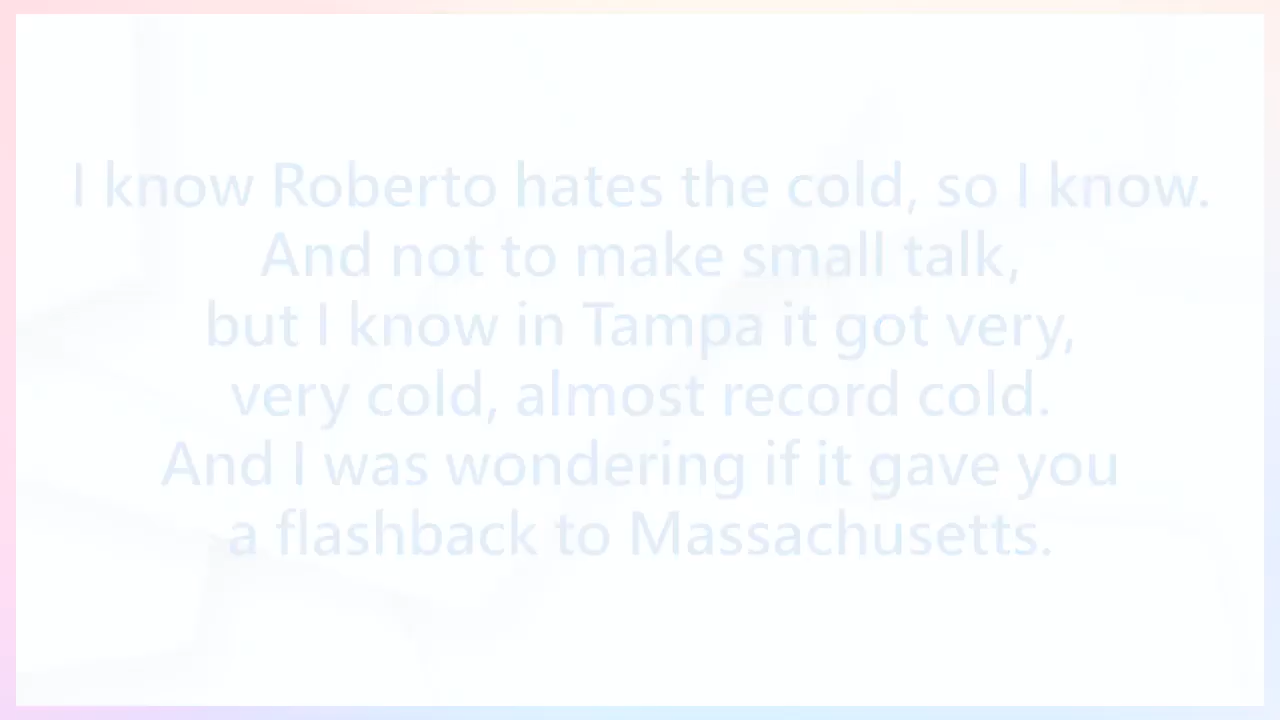 I know Roberto hates the cold, so I know.
And not to make small talk,
but I know in Tampa it got very,
very cold, almost record cold.
And I was wondering if it gave you
a flashback to Massachusetts.